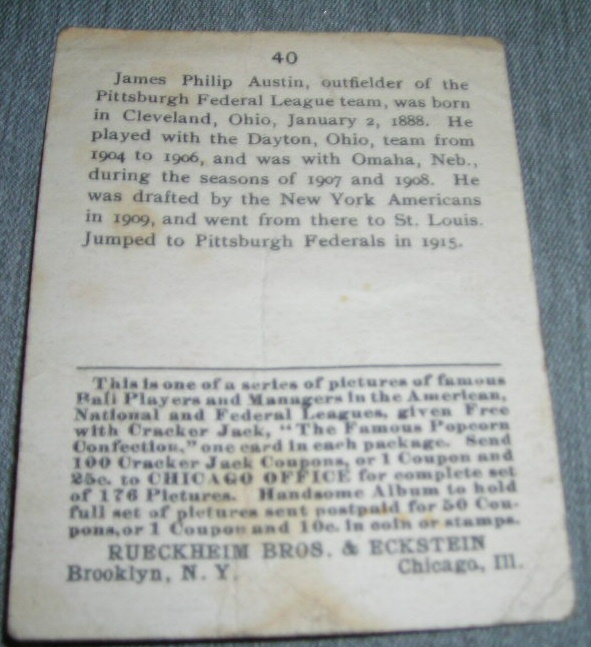 40
James Philip Austin, outfielder of the
Pittsburgh Federal League team, was born
in Cleveland, Ohio, January 2, 1888. He
played with the Dayton, Ohio, team from
1904 to 1906, and was with Omaha, Neb.,
during the seasons of 1907 and 1908. He
was drafted by the New York Americans
in 1909, and went from there to St. Louis.
Jumped to Pittsburgh Federals in 1915.
This is one of a series of pictures of famous
Ball Players and Managers in the American,
National and Federal Leagues, given Free
with Cracker Jack, "The Famous Popcorn
Confection," one card in each package. Send
100 Cracker Jack Coupons, or 1 Coupon and
25c. to CHICAGO OFFICE for complete set
of 176 Pictures. Handsome Album to hold
full set of pictures sent postpaid for 50 Cou-
pons, or 1 Coupon and 10c. in coin or stamps.
RUECKHEIM BROS. & ECKSTEIN
Brooklyn, N. Y. Chicago, Ill.